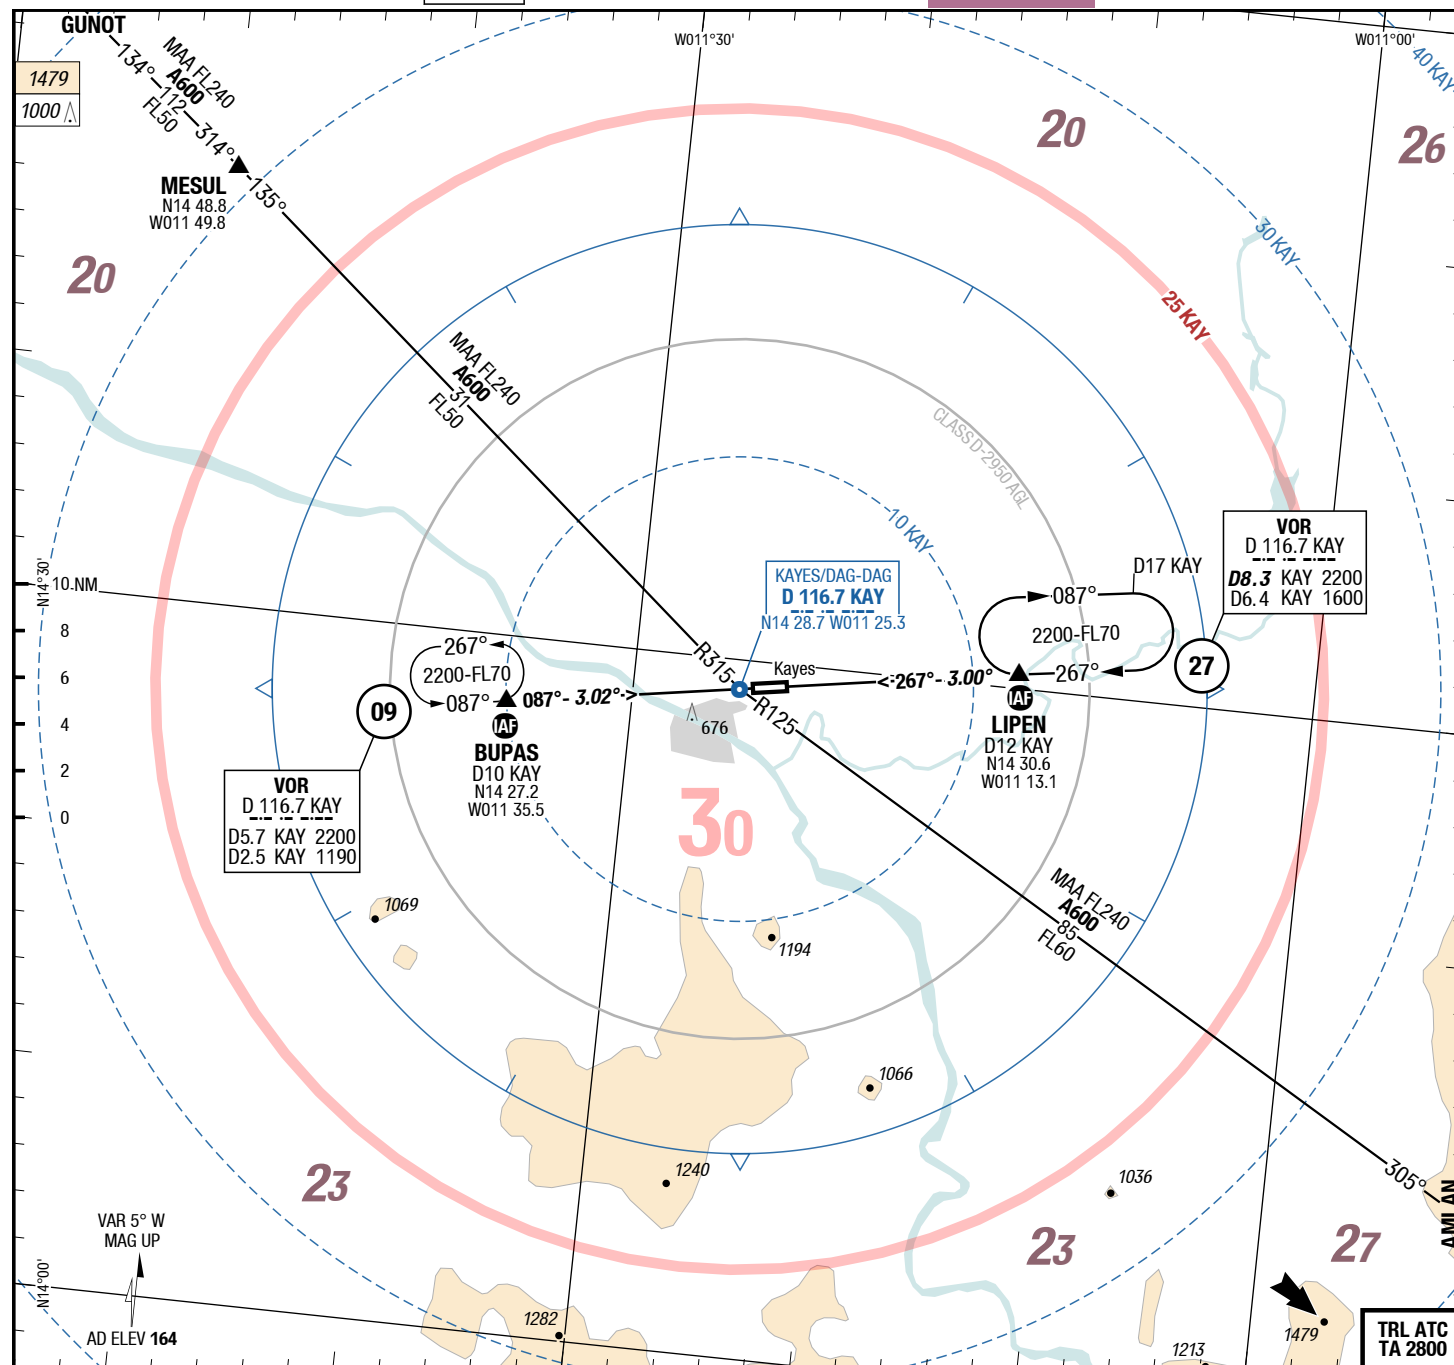 GUNOT
134°
112
314°
MAA FL240
A600
FL50
1479
1000
MESUL
N14 48.8
W011 49.8
135°
W011°30'
W011°00'
40 KAY
20
26
20
30 KAY
25 KAY
MAA FL240
A600
31
FL50
CLASS D-2950 AGL
10 KAY
VOR
D 116.7 KAY
D8.3 KAY 2200
D6.4 KAY 1600
27
D17 KAY
087°
2200-FL70
267°
KAYES/DAG-DAG
D 116.7 KAY
N14 28.7 W011 25.3
N14°30'
10 NM
8
6
4
2
0
267°
2200-FL70
087°
087°- 3.02°->
R315
Kayes
<-267°- 3.00°
R125
09
IAF
BUPAS
D10 KAY
N14 27.2
W011 35.5
676
IAF
LIPEN
D12 KAY
N14 30.6
W011 13.1
VOR
D 116.7 KAY
D5.7 KAY 2200
D2.5 KAY 1190
30
1069
1194
MAA FL240
A600
85
FL60
1066
1240
1036
305°
AMLAN
23
23
27
VAR 5° W
MAG UP
N14°00'
AD ELEV 164
1282
1213
1479
TRL ATC
TA 2800